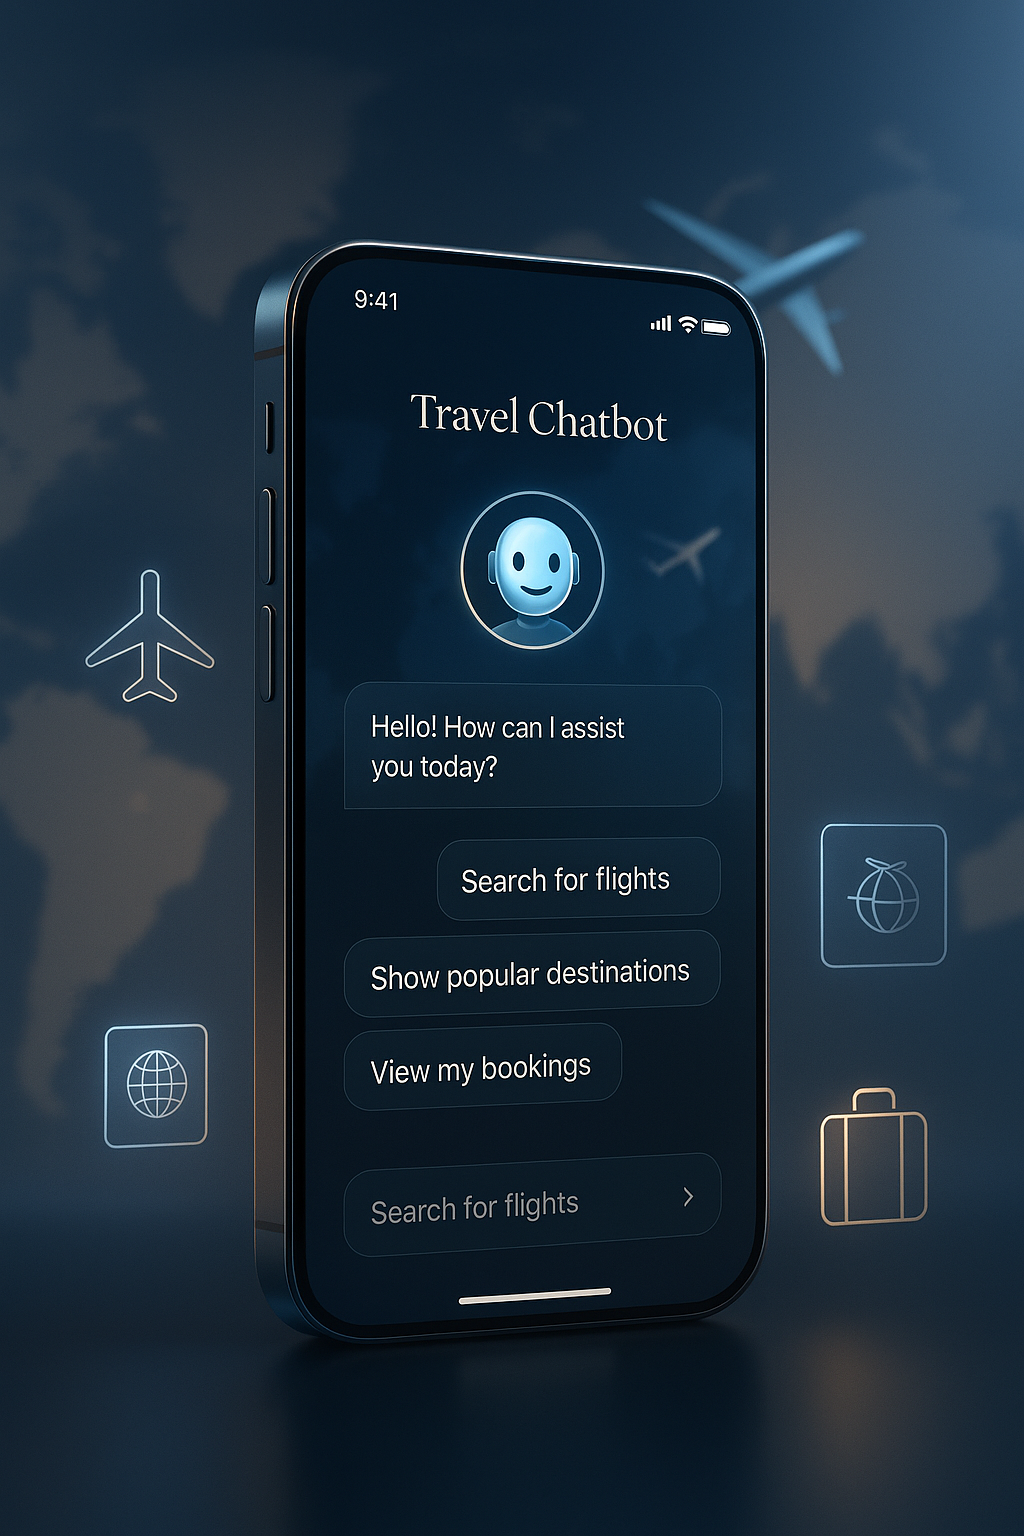 9:41
Travel Chatbot
Hello! How can I assist
you today?
Search for flights
Show popular destinations
View my bookings
Search for flights